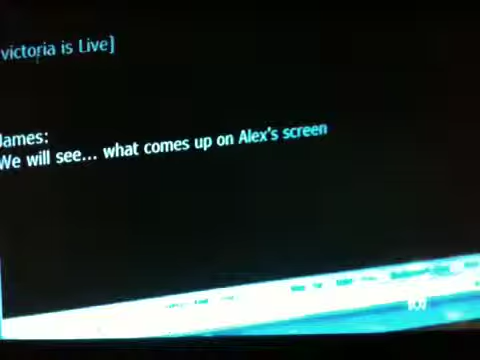 victoria is Live]
James:
We will see... what comes up on Alex's screen